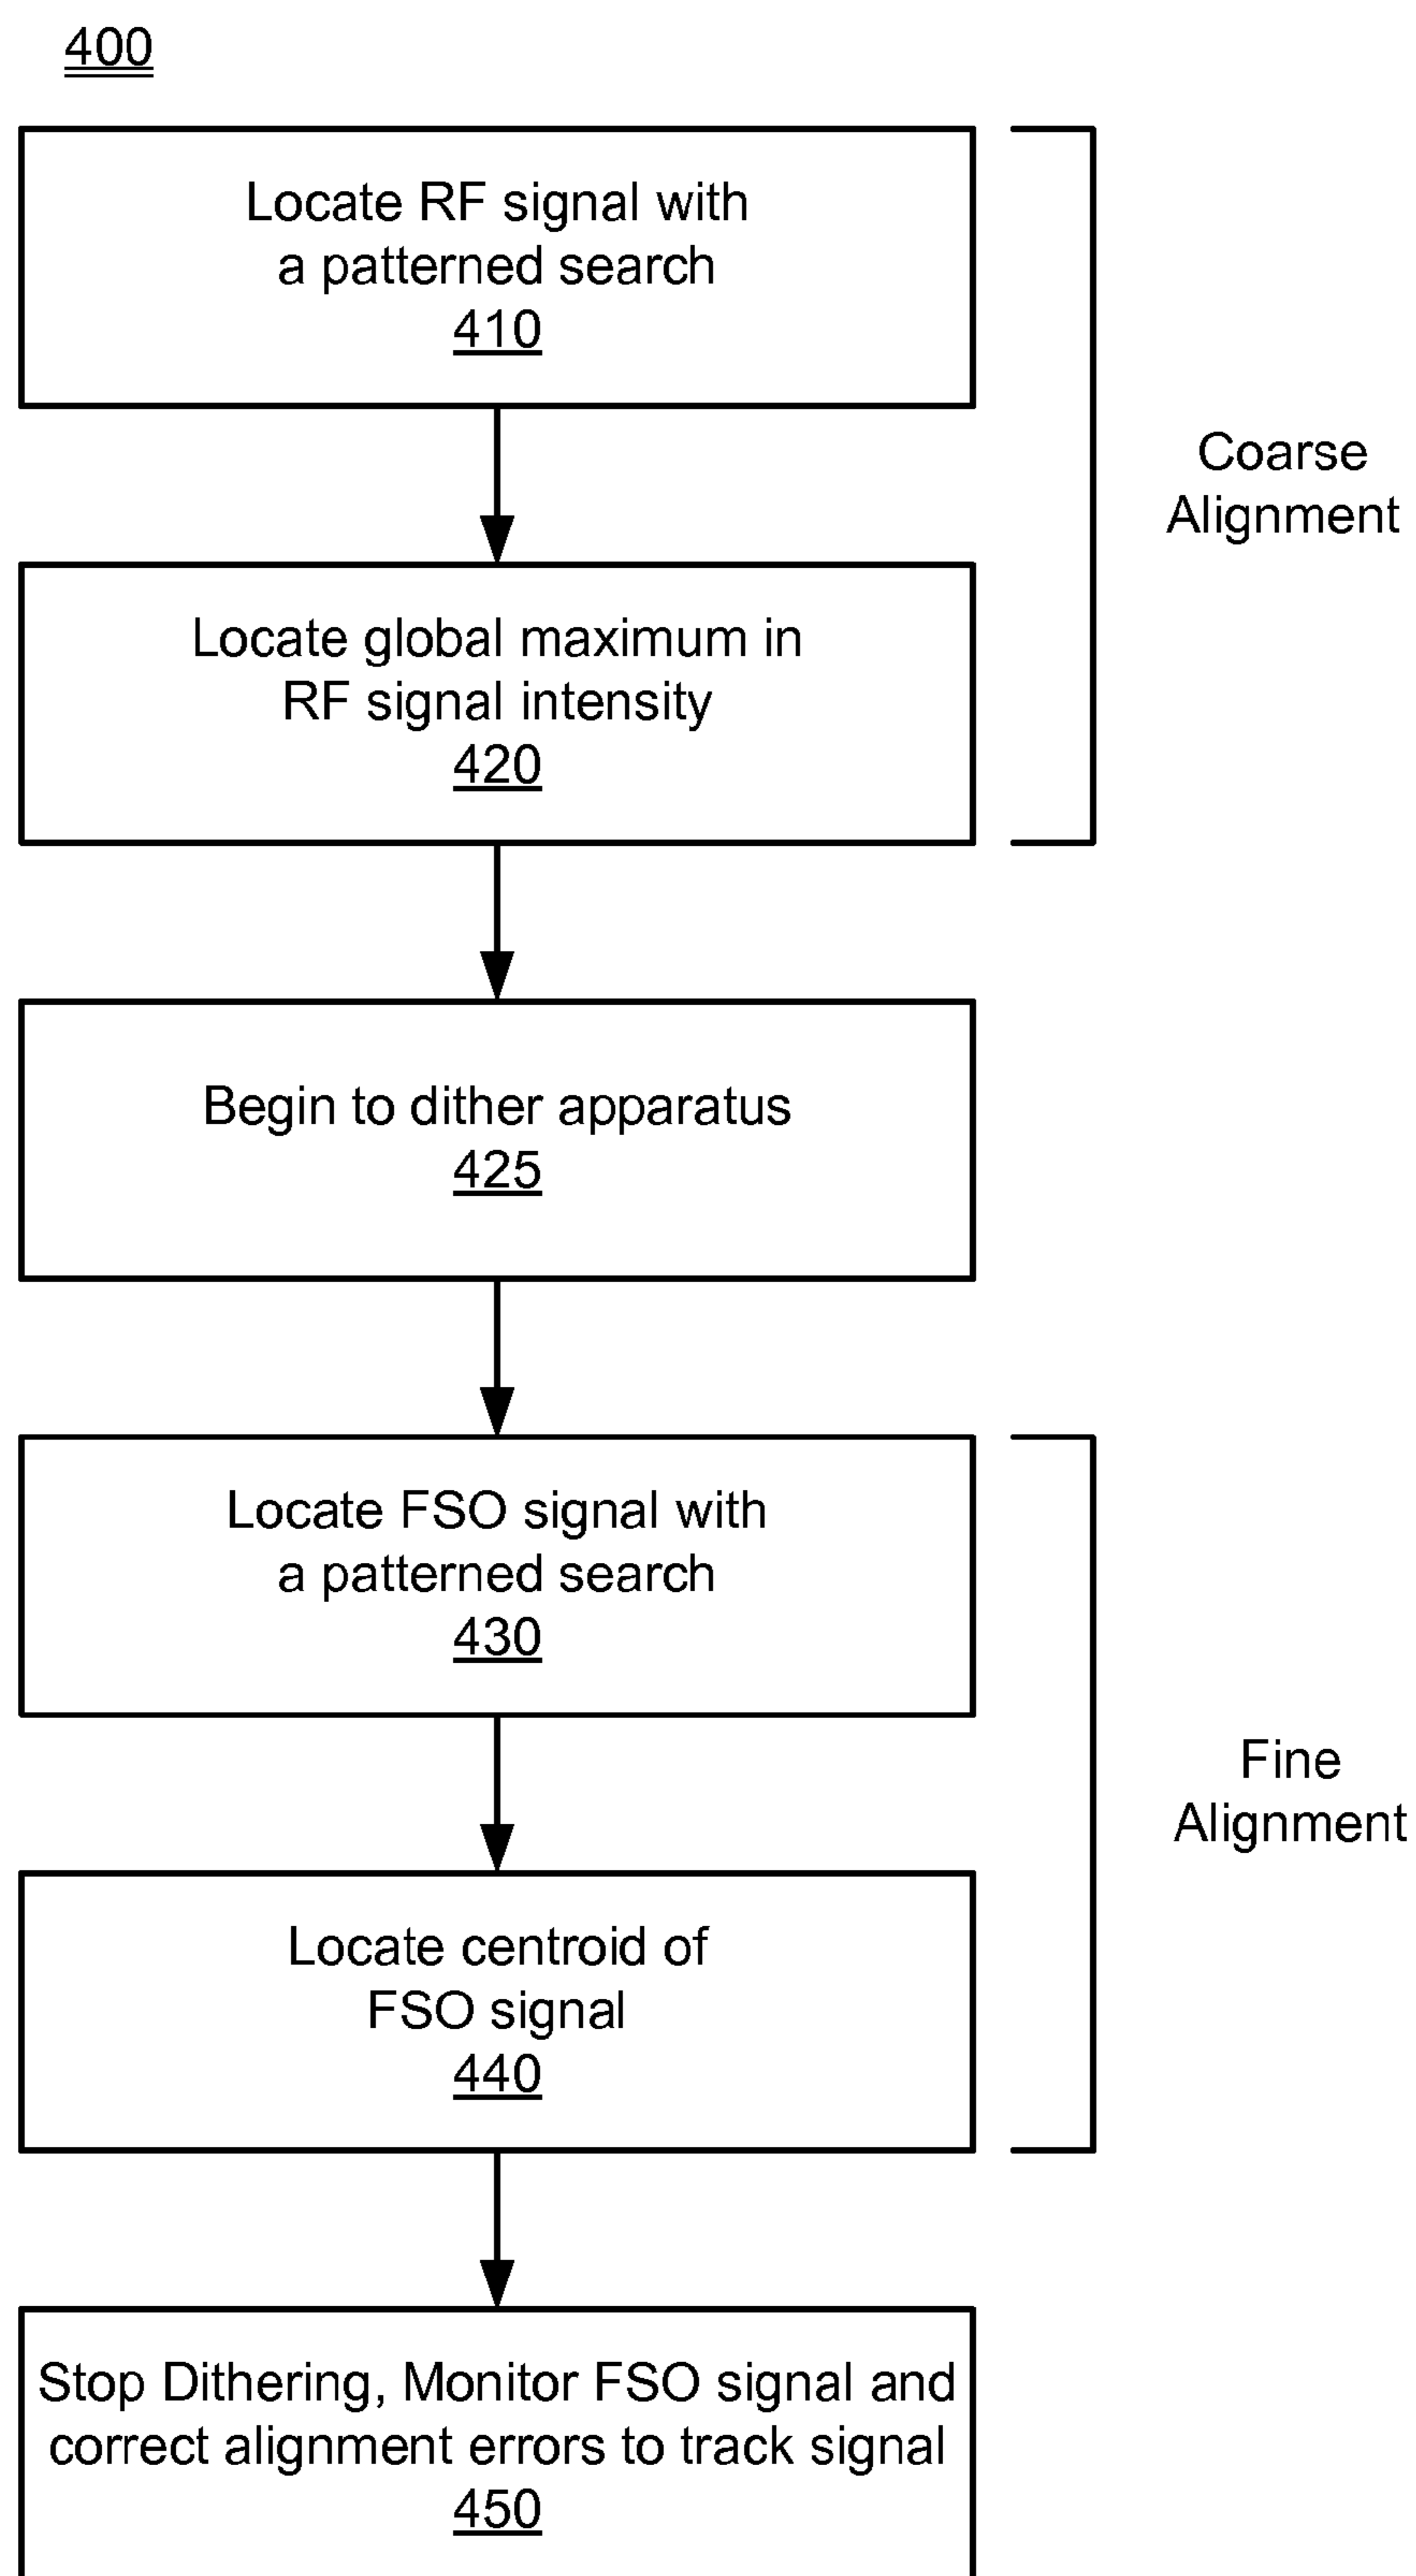 400
Locate RF signal with
a patterned search
410
Coarse
Alignment
Locate global maximum in
RF signal intensity
420
Begin to dither apparatus
425
Locate FSO signal with
a patterned search
430
Fine
Alignment
Locate centroid of
FSO signal
440
Stop Dithering, Monitor FSO signal and
correct alignment errors to track signal
450